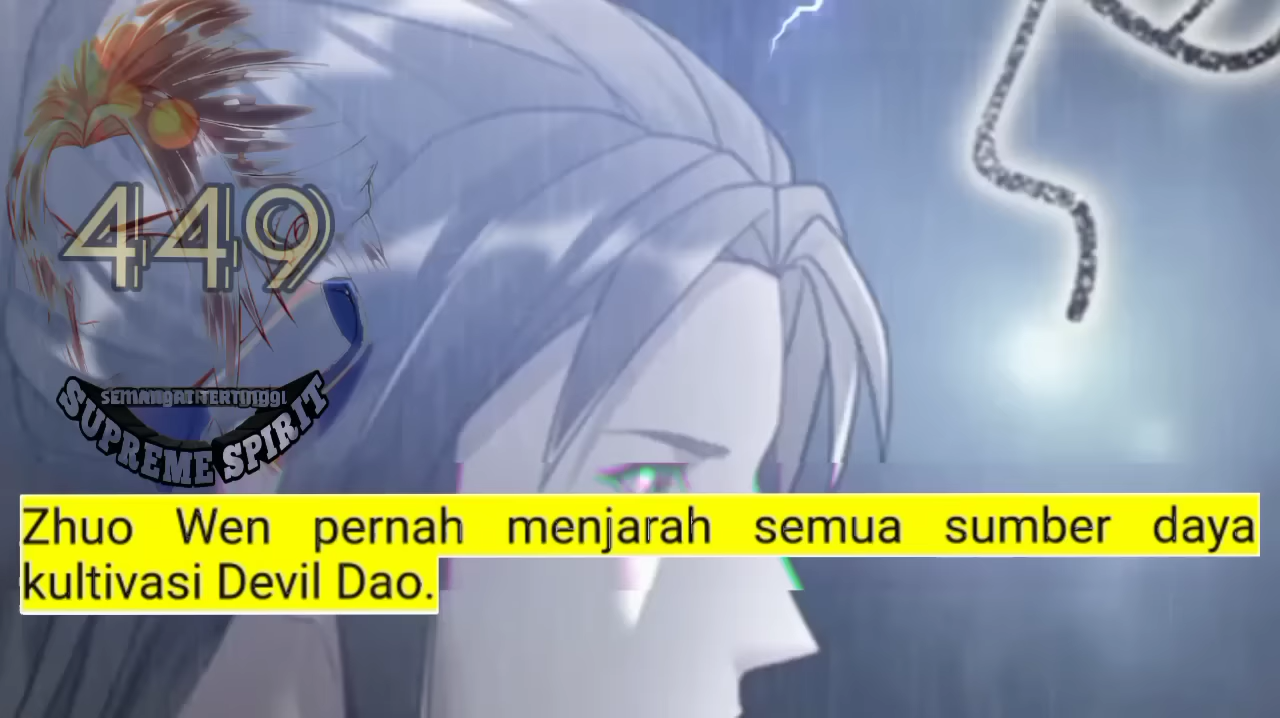 449
SEMANGAT TERTINGGI
SUPREME SPIRIT
Zhuo Wen pernah menjarah semua sumber daya
kultivasi Devil Dao.